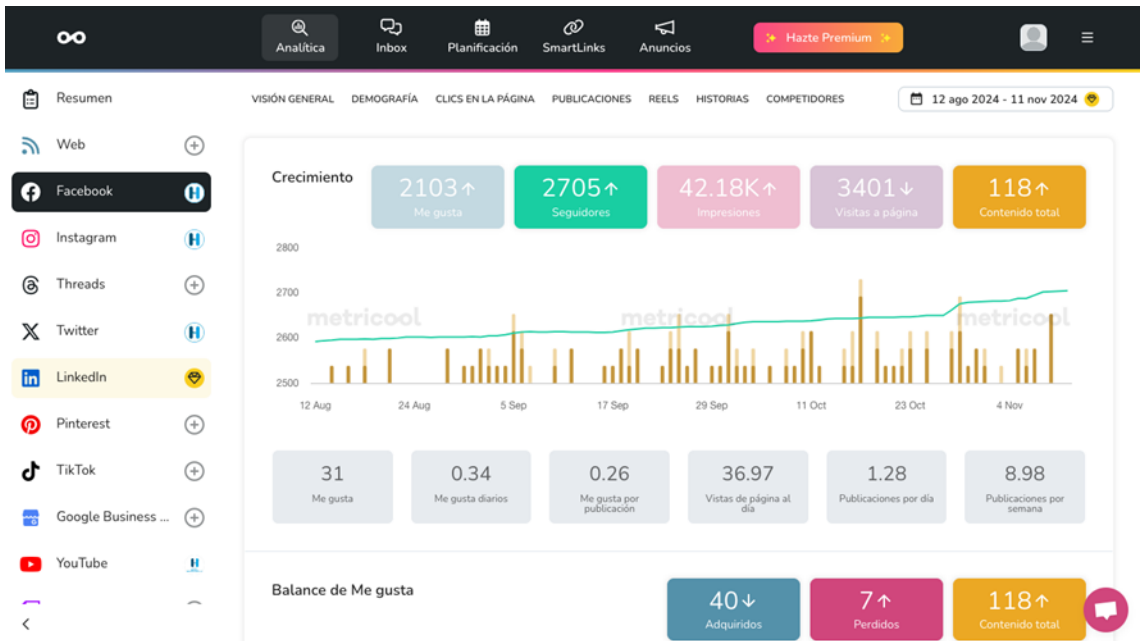 Analítica
Inbox
Planificación
SmartLinks
Anuncios
Hazte Premium
Resumen
Web
Facebook
Instagram
Threads
Twitter
LinkedIn
Pinterest
TikTok
Google Business ...
YouTube
VISIÓN GENERAL DEMOGRAFÍA CLICS EN LA PÁGINA PUBLICACIONES REELS HISTORIAS COMPETIDORES
12 ago 2024 - 11 nov 2024
Crecimiento
2103↑
Me gusta
2705↑
Seguidores
42.18K↑
Impresiones
3401↓
Visitas a página
118↑
Contenido total
2800
2700
2600
2500
metricool metricool metricool
12 Aug 24 Aug 5 Sep 17 Sep 29 Sep 11 Oct 23 Oct 4 Nov
31
Me gusta
0.34
Me gusta diarios
0.26
Me gusta por
publicación
36.97
Vistas de página al
día
1.28
Publicaciones por día
8.98
Publicaciones por
semana
Balance de Me gusta
40↓
Adquiridos
7↑
Perdidos
118↑
Contenido total